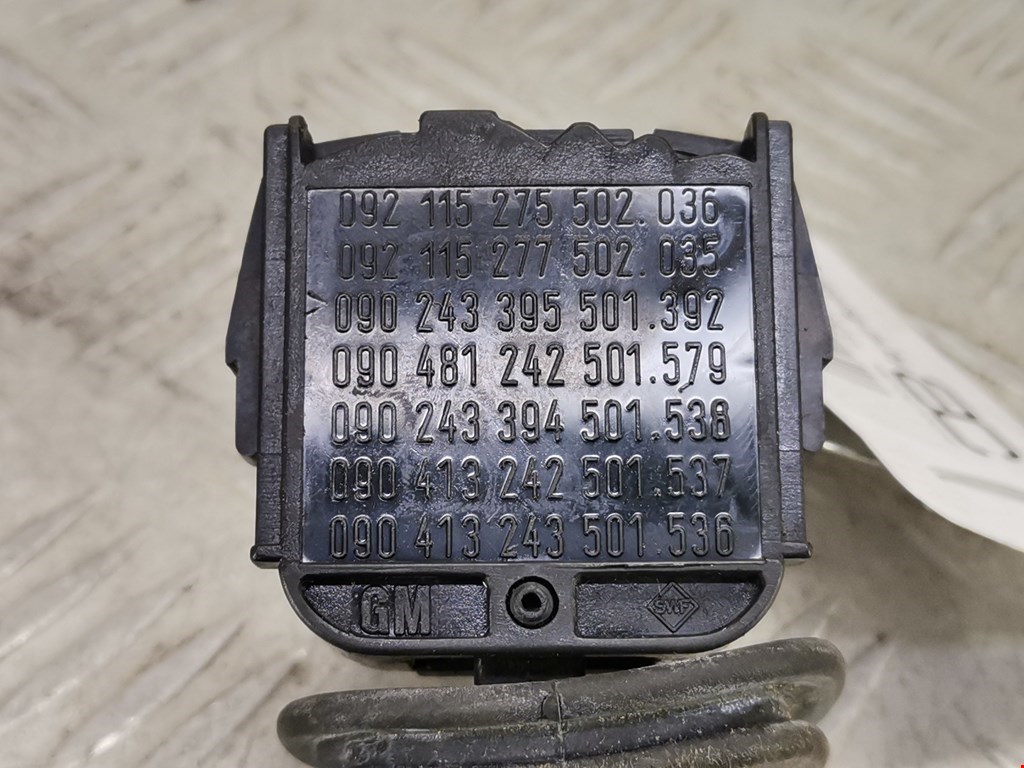 092 115 275 502.036
092 115 277 502.035
090 243 395 501.392
090 481 242 501.579
090 243 394 501.538
090 413 242 501.537
090 413 243 501.536
GM
SWF